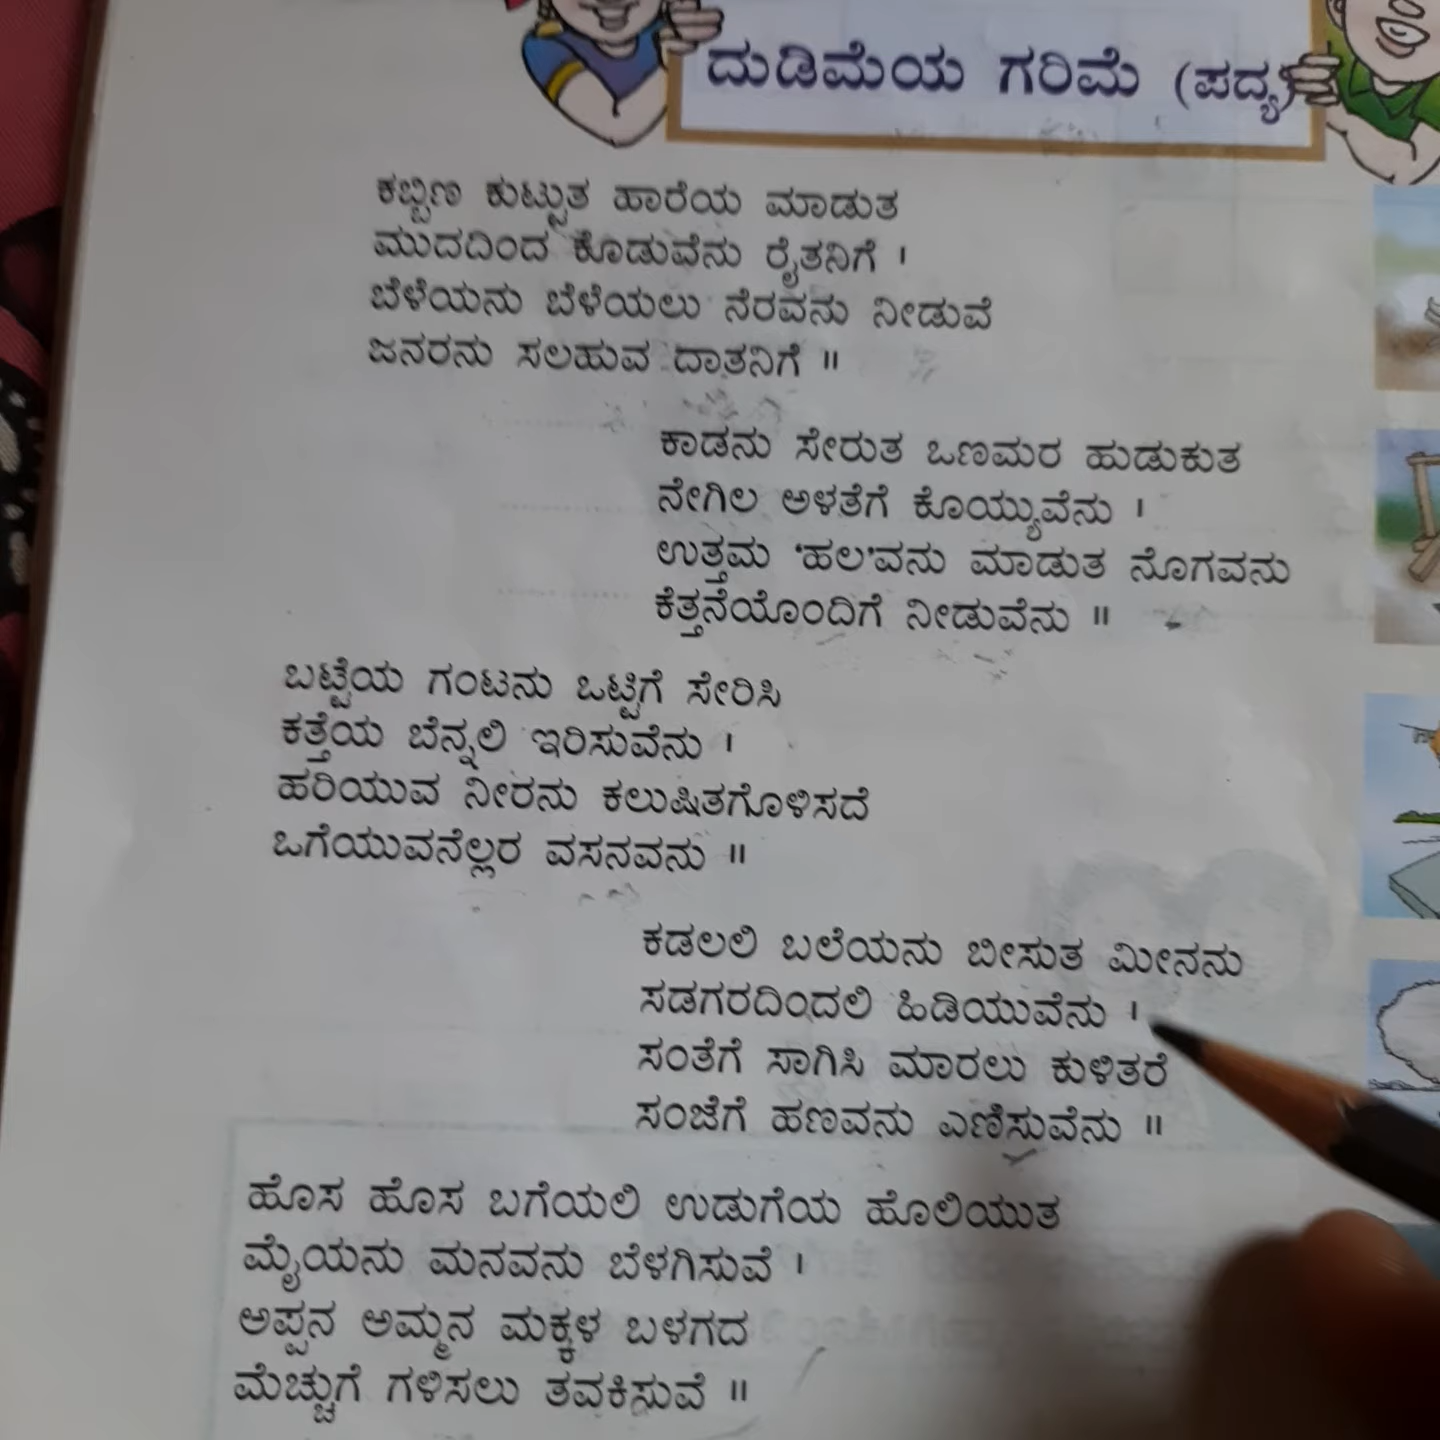 ದುಡಿಮೆಯ ಗರಿಮೆ (ಪದ್ಯ)
ಕಬ್ಬಿಣ ಕುಟ್ಟುತ ಹಾರೆಯ ಮಾಡುತ
ಮುದದಿಂದ ಕೊಡುವೆನು ರೈತನಿಗೆ ।
ಬೆಳೆಯನು ಬೆಳೆಯಲು ನೆರವನು ನೀಡುವೆ
ಜನರನು ಸಲಹುವ ದಾತನಿಗೆ ॥
ಕಾಡನು ಸೇರುತ ಒಣಮರ ಹುಡುಕುತ
ನೇಗಿಲ ಅಳತೆಗೆ ಕೊಯ್ಯುವೆನು ।
ಉತ್ತಮ ‘ಹಲ’ವನು ಮಾಡುತ ನೊಗವನು
ಕೆತ್ತನೆಯೊಂದಿಗೆ ನೀಡುವೆನು ॥
ಬಟ್ಟೆಯ ಗಂಟನು ಒಟ್ಟಿಗೆ ಸೇರಿಸಿ
ಕತ್ತೆಯ ಬೆನ್ನಲಿ ಇರಿಸುವೆನು ।
ಹರಿಯುವ ನೀರನು ಕಲುಷಿತಗೊಳಿಸದೆ
ಒಗೆಯುವನೆಲ್ಲರ ವಸನವನು ॥
ಕಡಲಲಿ ಬಲೆಯನು ಬೀಸುತ ಮೀನನು
ಸಡಗರದಿಂದಲಿ ಹಿಡಿಯುವೆನು ।
ಸಂತೆಗೆ ಸಾಗಿಸಿ ಮಾರಲು ಕುಳಿತರೆ
ಸಂಜೆಗೆ ಹಣವನು ಎಣಿಸುವೆನು ॥
ಹೊಸ ಹೊಸ ಬಗೆಯಲಿ ಉಡುಗೆಯ ಹೊಲಿಯುತ
ಮೈಯನು ಮನವನು ಬೆಳಗಿಸುವೆ ।
ಅಪ್ಪನ ಅಮ್ಮನ ಮಕ್ಕಳ ಬಳಗದ
ಮೆಚ್ಚುಗೆ ಗಳಿಸಲು ತವಕಿಸುವೆ ॥